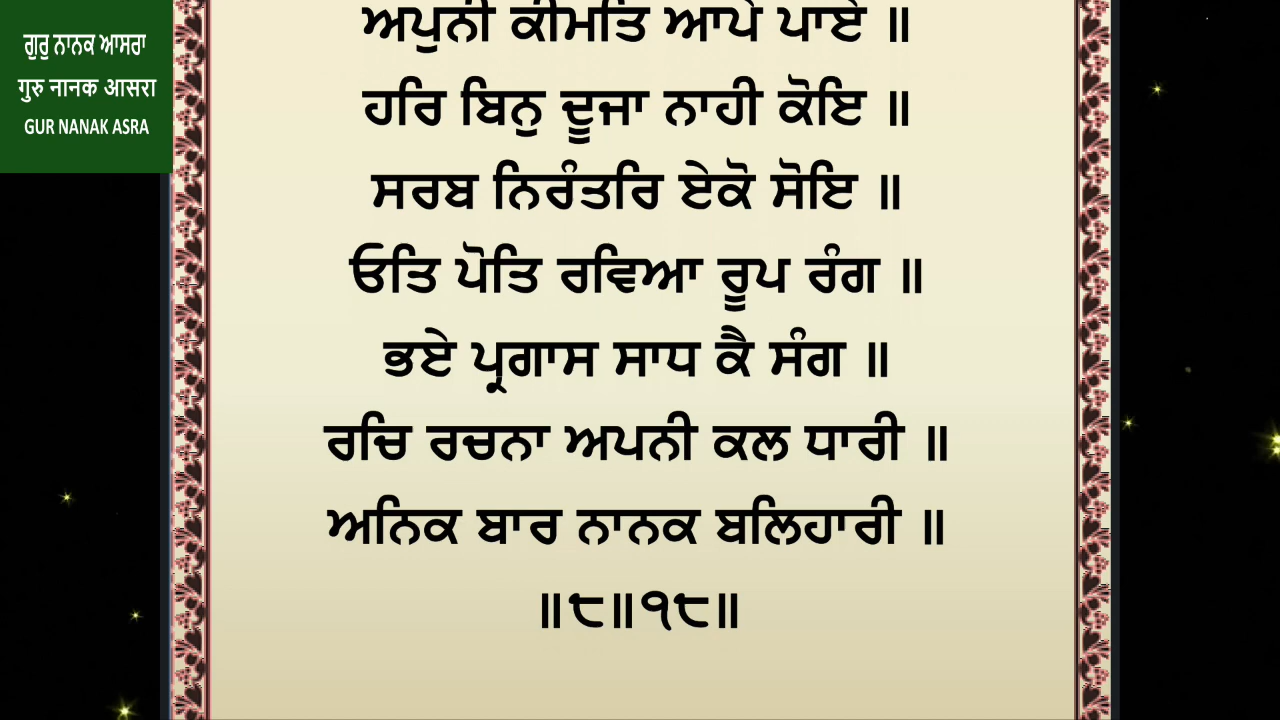 ਗੁਰੁ ਨਾਨਕ ਆਸਰਾ
गुरु नानक आसरा
GUR NANAK ASRA
ਅਪੁਨੀ ਕੀਮਤਿ ਆਪੇ ਪਾਏ ॥
ਹਰਿ ਬਿਨੁ ਦੂਜਾ ਨਾਹੀ ਕੋਇ ॥
ਸਰਬ ਨਿਰੰਤਰਿ ਏਕੋ ਸੋਇ ॥
ਓਤਿ ਪੋਤਿ ਰਵਿਆ ਰੂਪ ਰੰਗ ॥
ਭਏ ਪ੍ਰਗਾਸ ਸਾਧ ਕੈ ਸੰਗ ॥
ਰਚਿ ਰਚਨਾ ਅਪਨੀ ਕਲ ਧਾਰੀ ॥
ਅਨਿਕ ਬਾਰ ਨਾਨਕ ਬਲਿਹਾਰੀ ॥
॥੮॥੧੮॥